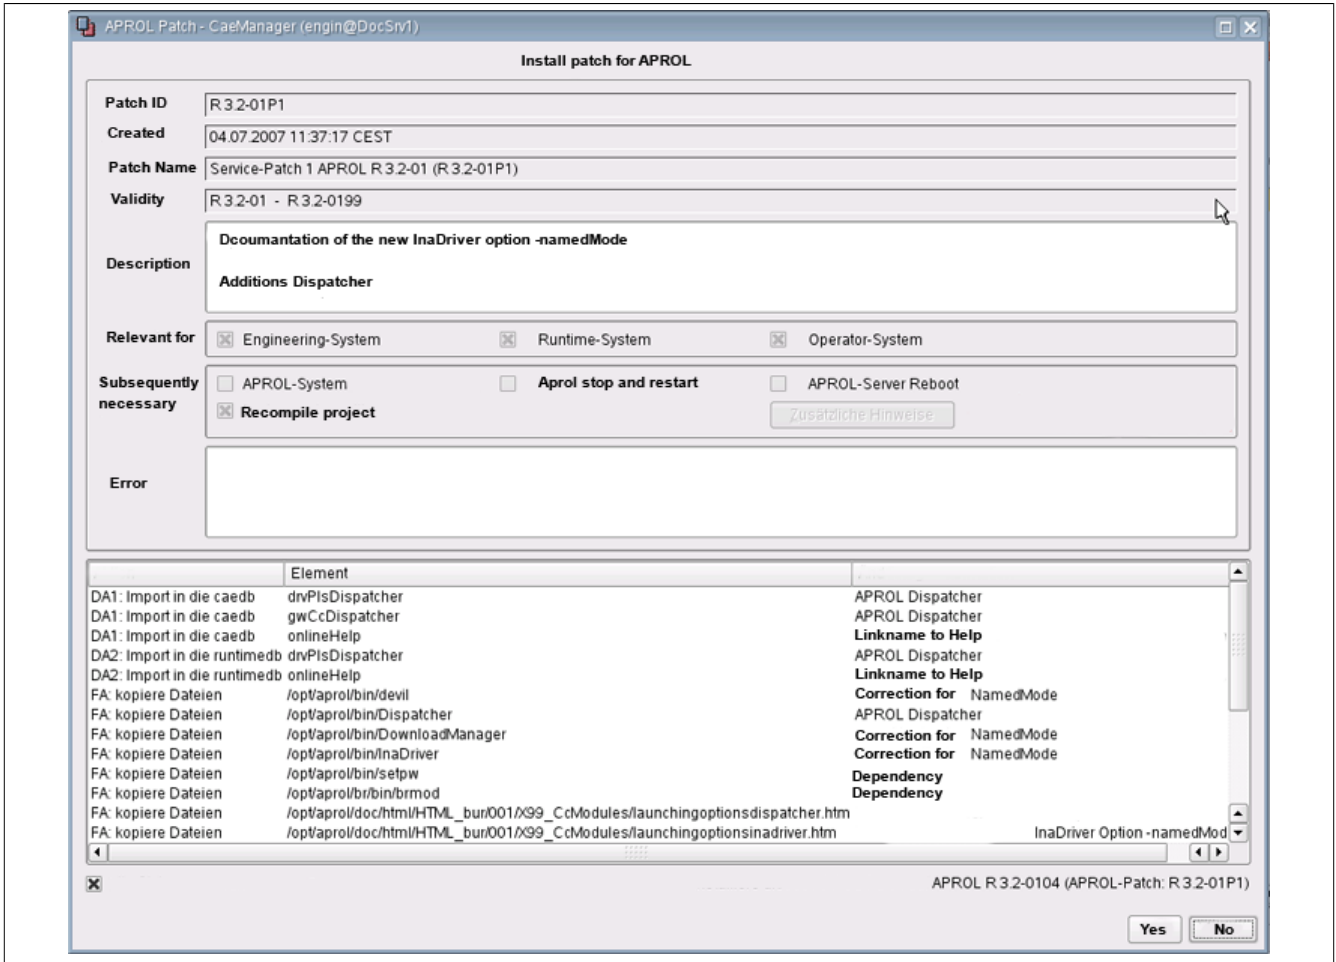 APROL Patch - CaeManager (engin@DocSrv1)
Install patch for APROL
Patch ID R 3.2-01P1
Created 04.07.2007 11:37:17 CEST
Patch Name Service-Patch 1 APROL R 3.2-01 (R 3.2-01P1)
Validity R 3.2-01 - R 3.2-0199
Description
Dcoumantation of the new InaDriver option -namedMode
Additions Dispatcher
Relevant for Engineering-System Runtime-System Operator-System
Subsequently necessary
APROL-System Aprol stop and restart APROL-Server Reboot
Recompile project Zusätzliche Hinweise
Error
Element
DA1: Import in die caedb drvPlsDispatcher APROL Dispatcher
DA1: Import in die caedb gwCcDispatcher APROL Dispatcher
DA1: Import in die caedb onlineHelp Linkname to Help
DA2: Import in die runtimedb drvPlsDispatcher APROL Dispatcher
DA2: Import in die runtimedb onlineHelp Linkname to Help
FA: kopiere Dateien /opt/aprol/bin/devil Correction for NamedMode
FA: kopiere Dateien /opt/aprol/bin/Dispatcher APROL Dispatcher
FA: kopiere Dateien /opt/aprol/bin/DownloadManager Correction for NamedMode
FA: kopiere Dateien /opt/aprol/bin/InaDriver Correction for NamedMode
FA: kopiere Dateien /opt/aprol/bin/setpw Dependency
FA: kopiere Dateien /opt/aprol/br/bin/brmod Dependency
FA: kopiere Dateien /opt/aprol/doc/html/HTML_bur/001/X99_CcModules/launchingoptionsdispatcher.htm
FA: kopiere Dateien /opt/aprol/doc/html/HTML_bur/001/X99_CcModules/launchingoptionsinadriver.htm InaDriver Option -namedMod
APROL R 3.2-0104 (APROL-Patch: R 3.2-01P1)
Yes No